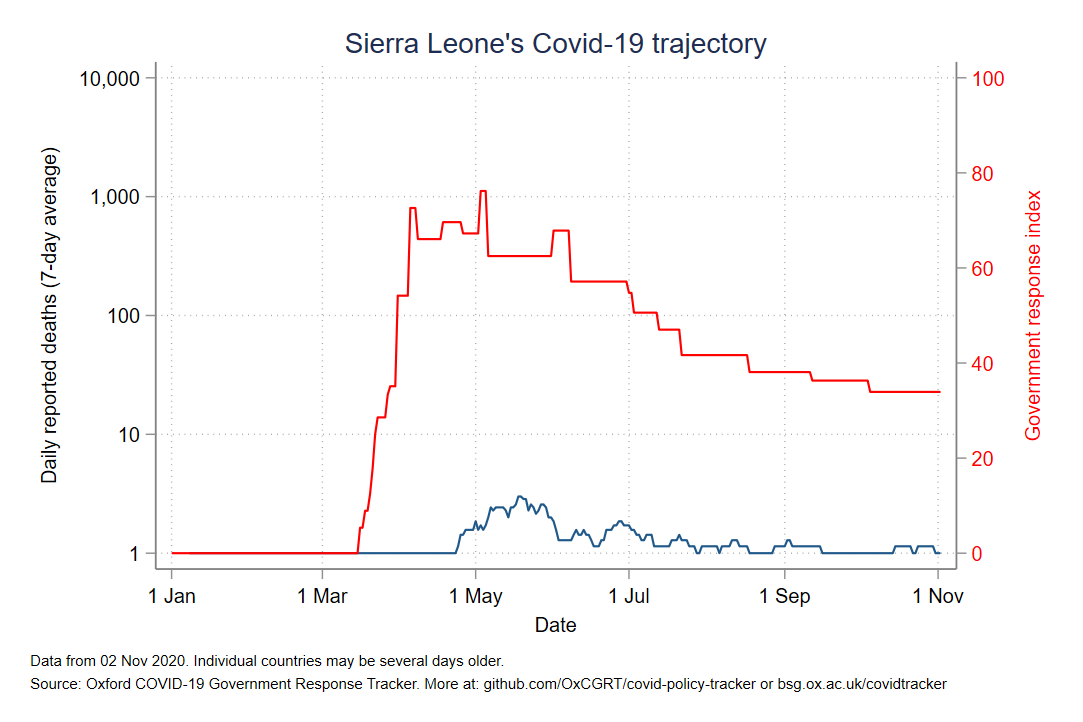 Sierra Leone's Covid-19 trajectory
10,000
1,000
100
10
1
Daily reported deaths (7-day average)
100
80
60
40
20
0
Government response index
1 Jan
1 Mar
1 May
1 Jul
1 Sep
1 Nov
Date
Data from 02 Nov 2020. Individual countries may be several days older.
Source: Oxford COVID-19 Government Response Tracker. More at: github.com/OxCGRT/covid-policy-tracker or bsg.ox.ac.uk/covidtracker